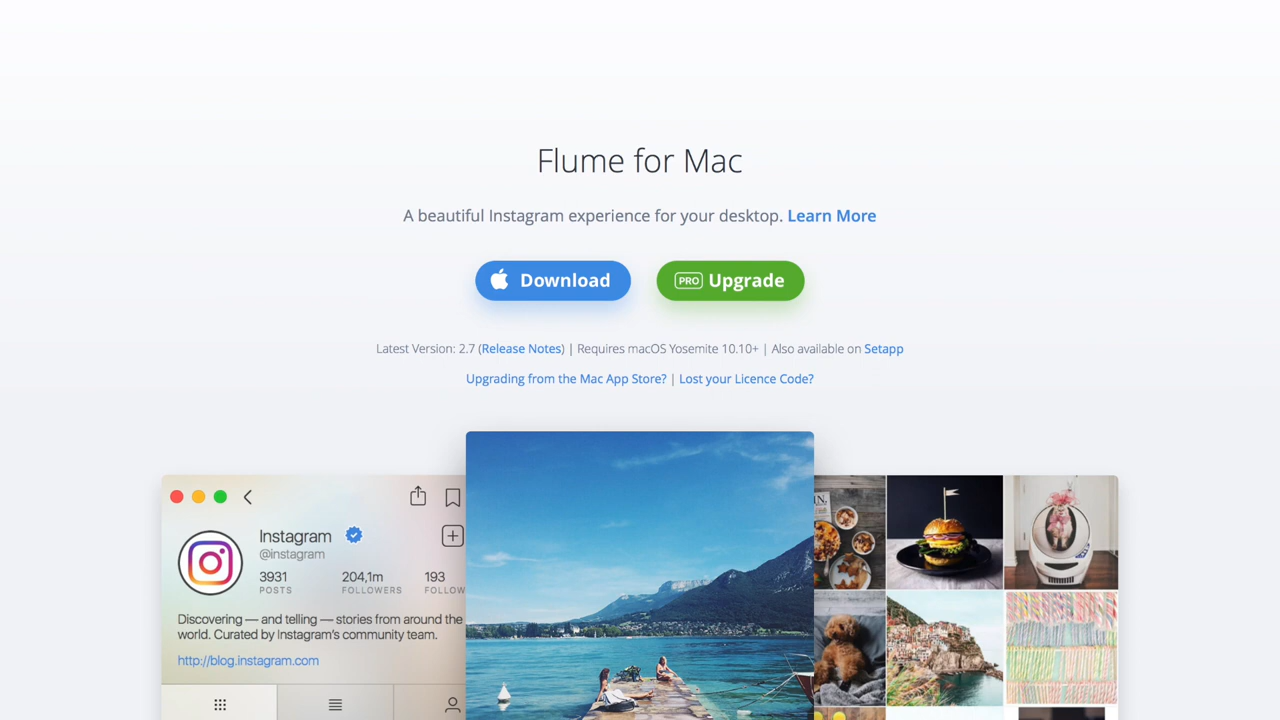 Flume for Mac
A beautiful Instagram experience for your desktop. Learn More
Download
PRO Upgrade
Latest Version: 2.7 (Release Notes) | Requires macOS Yosemite 10.10+ | Also available on Setapp
Upgrading from the Mac App Store? | Lost your Licence Code?
Instagram
@instagram
3931 204,1m 193
POSTS FOLLOWERS FOLLOW
Discovering — and telling — stories from around the
world. Curated by Instagram's community team.
http://blog.instagram.com
IN.